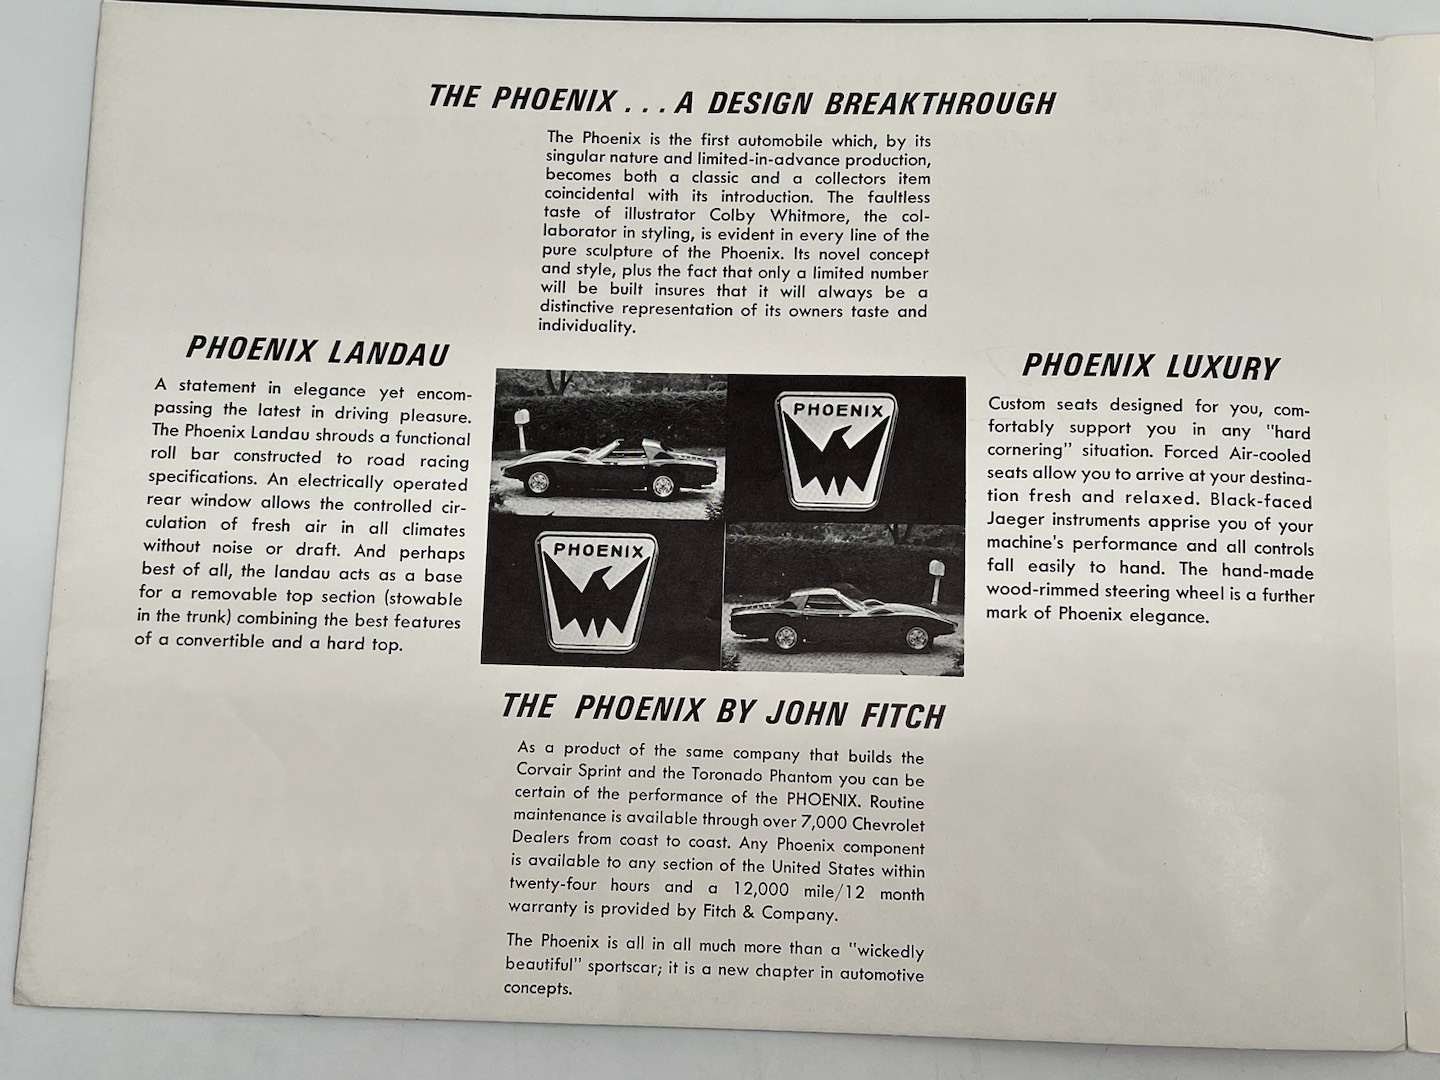 THE PHOENIX . . . A DESIGN BREAKTHROUGH
The Phoenix is the first automobile which, by its
singular nature and limited-in-advance production,
becomes both a classic and a collectors item
coincidental with its introduction. The faultless
taste of illustrator Colby Whitmore, the col-
laborator in styling, is evident in every line of the
pure sculpture of the Phoenix. Its novel concept
and style, plus the fact that only a limited number
will be built insures that it will always be a
distinctive representation of its owners taste and
individuality.
PHOENIX LANDAU
A statement in elegance yet encom-
passing the latest in driving pleasure.
The Phoenix Landau shrouds a functional
roll bar constructed to road racing
specifications. An electrically operated
rear window allows the controlled cir-
culation of fresh air in all climates
without noise or draft. And perhaps
best of all, the landau acts as a base
for a removable top section (stowable
in the trunk) combining the best features
of a convertible and a hard top.
PHOENIX
PHOENIX
PHOENIX LUXURY
Custom seats designed for you, com-
fortably support you in any "hard
cornering" situation. Forced Air-cooled
seats allow you to arrive at your destina-
tion fresh and relaxed. Black-faced
Jaeger instruments apprise you of your
machine's performance and all controls
fall easily to hand. The hand-made
wood-rimmed steering wheel is a further
mark of Phoenix elegance.
THE PHOENIX BY JOHN FITCH
As a product of the same company that builds the
Corvair Sprint and the Toronado Phantom you can be
certain of the performance of the PHOENIX. Routine
maintenance is available through over 7,000 Chevrolet
Dealers from coast to coast. Any Phoenix component
is available to any section of the United States within
twenty-four hours and a 12,000 mile/12 month
warranty is provided by Fitch & Company.
The Phoenix is all in all much more than a "wickedly
beautiful" sportscar; it is a new chapter in automotive
concepts.